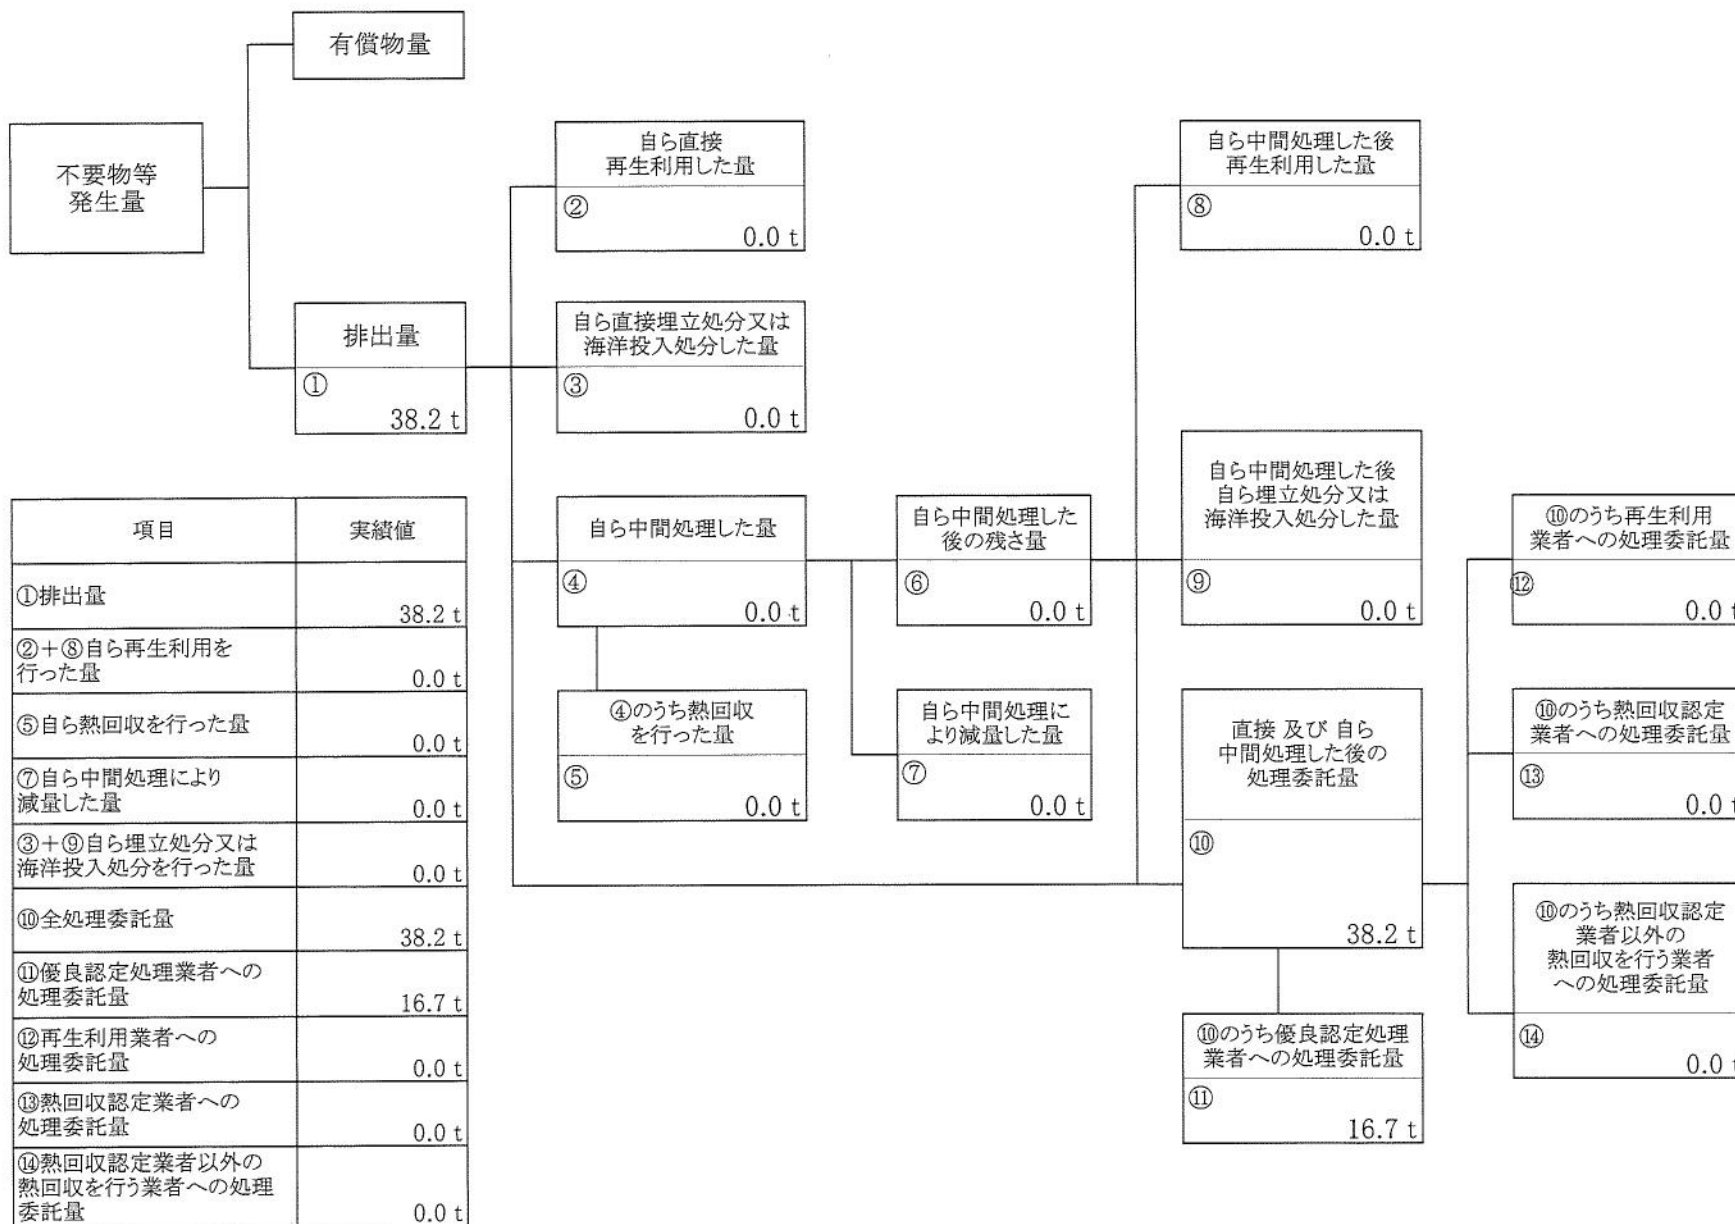 有償物量
不要物等
発生量
排出量
①
38.2 t
自ら直接
再生利用した量
②
0.0 t
自ら直接埋立処分又は
海洋投入処分した量
③
0.0 t
自ら中間処理した量
④
0.0 t
④のうち熱回収
を行った量
⑤
0.0 t
自ら中間処理した
後の残さ量
⑥
0.0 t
自ら中間処理に
より減量した量
⑦
0.0 t
自ら中間処理した後
再生利用した量
⑧
0.0 t
自ら中間処理した後
自ら埋立処分又は
海洋投入処分した量
⑨
0.0 t
直接 及び 自ら
中間処理した後の
処理委託量
⑩
38.2 t
⑩のうち優良認定処理
業者への処理委託量
⑪
16.7 t
⑩のうち再生利用
業者への処理委託量
⑫
0.0 t
⑩のうち熱回収認定
業者への処理委託量
⑬
0.0 t
⑩のうち熱回収認定
業者以外の
熱回収を行う業者
への処理委託量
⑭
0.0 t
項目 実績値
①排出量
38.2 t
②+⑧自ら再生利用を
行った量
0.0 t
⑤自ら熱回収を行った量
0.0 t
⑦自ら中間処理により
減量した量
0.0 t
③+⑨自ら埋立処分又は
海洋投入処分を行った量
0.0 t
⑩全処理委託量
38.2 t
⑪優良認定処理業者への
処理委託量
16.7 t
⑫再生利用業者への
処理委託量
0.0 t
⑬熱回収認定業者への
処理委託量
0.0 t
⑭熱回収認定業者以外の
熱回収を行う業者への処理
委託量
0.0 t